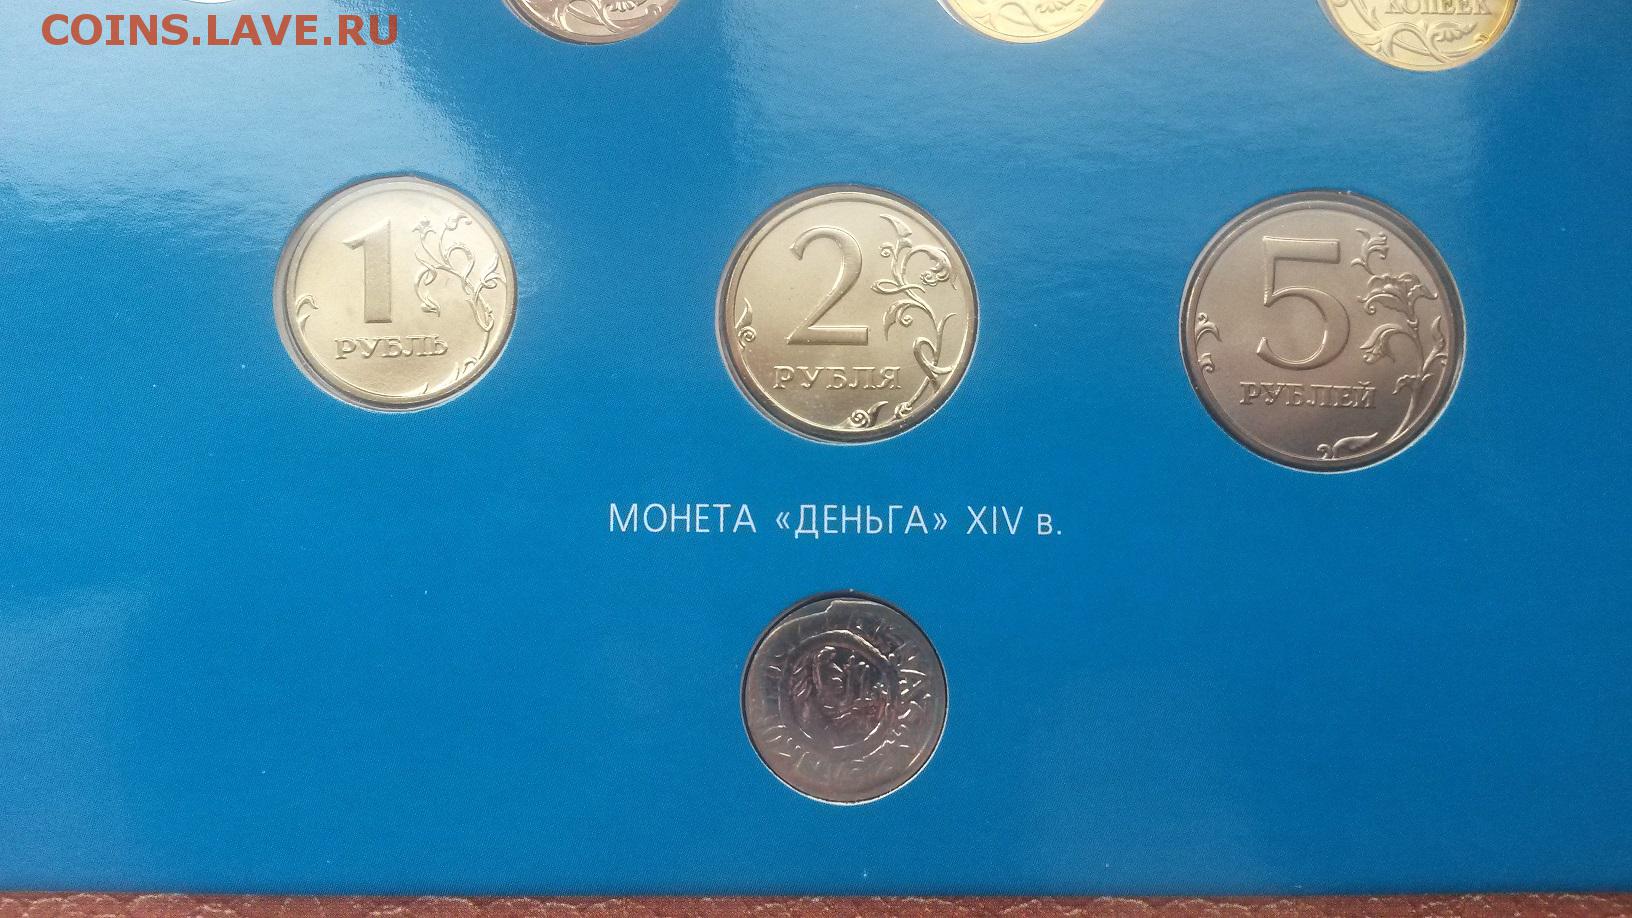 COINS.LAVE.RU
КОПЕЕК
1
РУБЛЬ
2
РУБЛЯ
5
РУБЛЕЙ
МОНЕТА «ДЕНЬГА» XIV в.